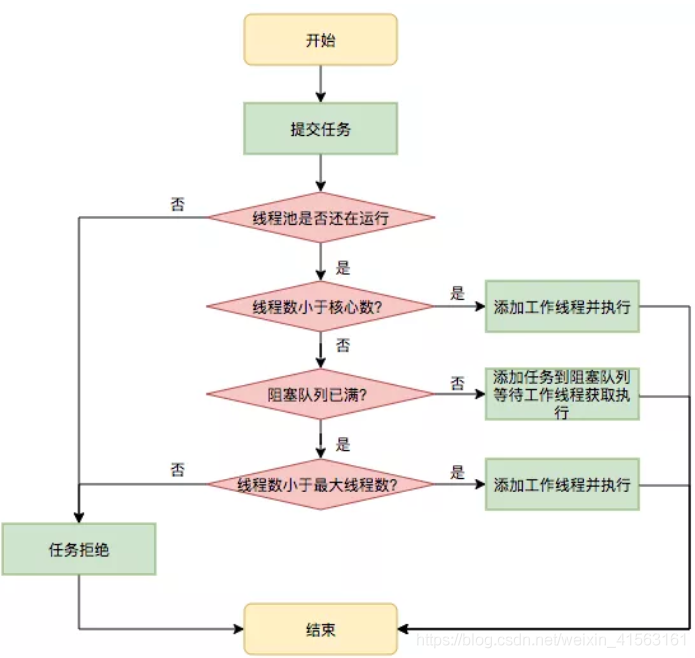 开始
提交任务
否
线程池是否还在运行
是
线程数小于核心数?
是
添加工作线程并执行
否
阻塞队列已满?
否
添加任务到阻塞队列
等待工作线程获取执
行
是
否
线程数小于最大线程数?
是
添加工作线程并执行
任务拒绝
结束
https://blog.csdn.net/weixin_41563161